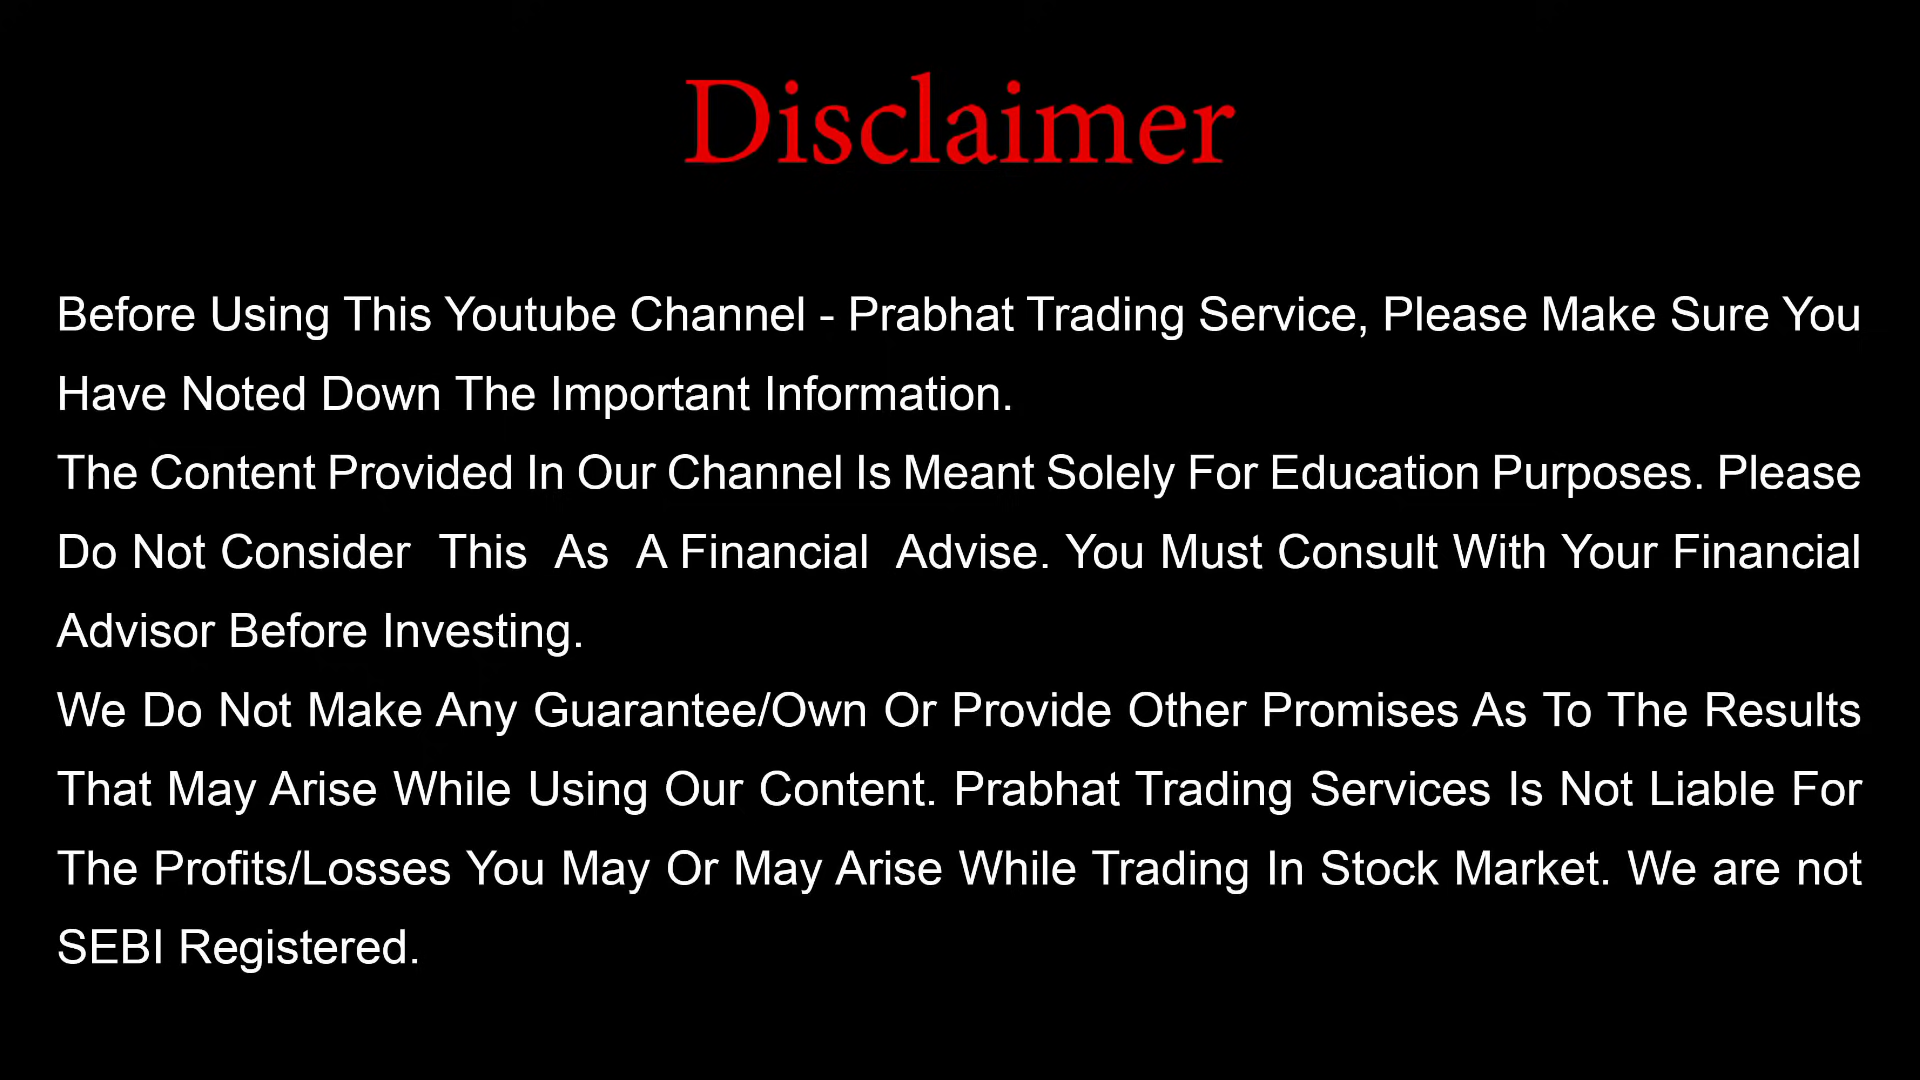 Disclaimer
Before Using This Youtube Channel - Prabhat Trading Service, Please Make Sure You
Have Noted Down The Important Information.
The Content Provided In Our Channel Is Meant Solely For Education Purposes. Please
Do Not Consider This As A Financial Advise. You Must Consult With Your Financial
Advisor Before Investing.
We Do Not Make Any Guarantee/Own Or Provide Other Promises As To The Results
That May Arise While Using Our Content. Prabhat Trading Services Is Not Liable For
The Profits/Losses You May Or May Arise While Trading In Stock Market. We are not
SEBI Registered.